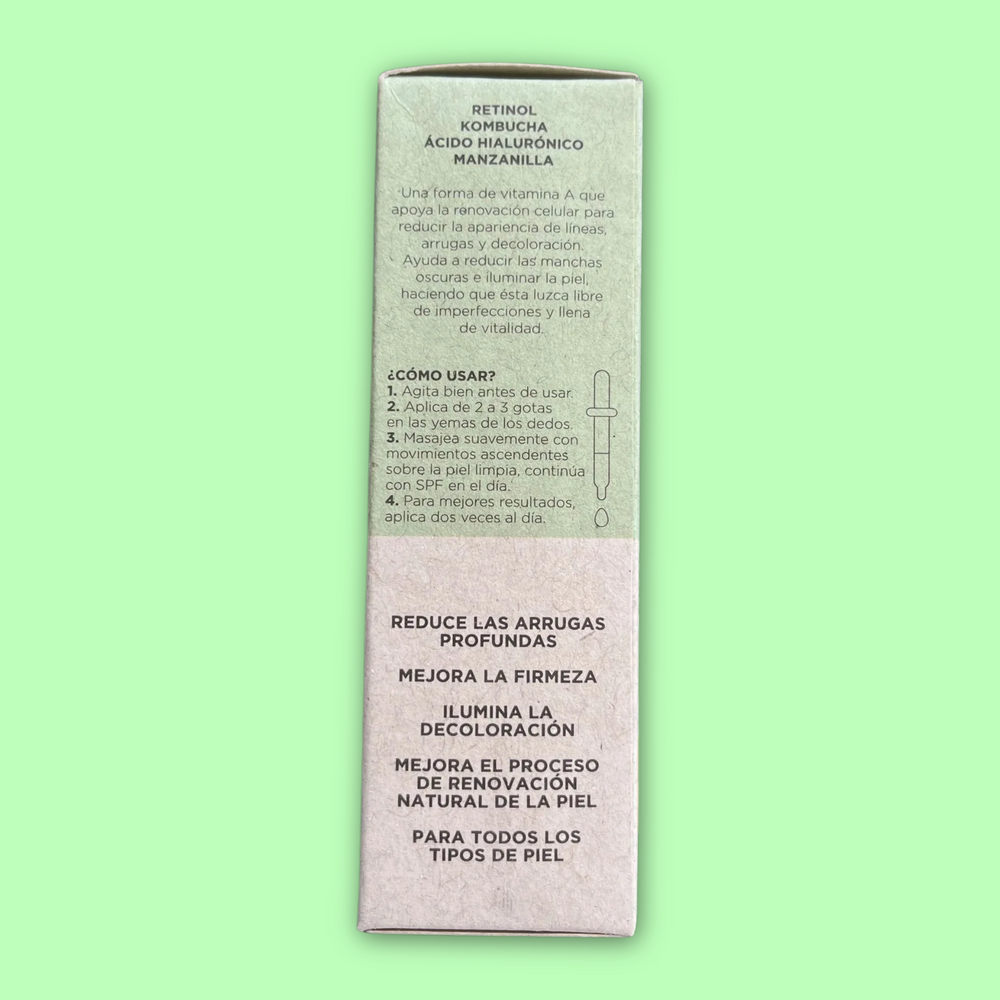 RETINOL
KOMBUCHA
ÁCIDO HIALURÓNICO
MANZANILLA
Una forma de vitamina A que
apoya la renovación celular para
reducir la apariencia de líneas,
arrugas y decoloración.
Ayuda a reducir las manchas
oscuras e iluminar la piel,
haciendo que ésta luzca libre
de imperfecciones y llena
de vitalidad.
¿CÓMO USAR?
1. Agita bien antes de usar.
2. Aplica de 2 a 3 gotas
en las yemas de los dedos.
3. Masajea suavemente con
movimientos ascendentes
sobre la piel limpia, continúa
con SPF en el día.
4. Para mejores resultados,
aplica dos veces al día.
REDUCE LAS ARRUGAS
PROFUNDAS
MEJORA LA FIRMEZA
ILUMINA LA
DECOLORACIÓN
MEJORA EL PROCESO
DE RENOVACIÓN
NATURAL DE LA PIEL
PARA TODOS LOS
TIPOS DE PIEL